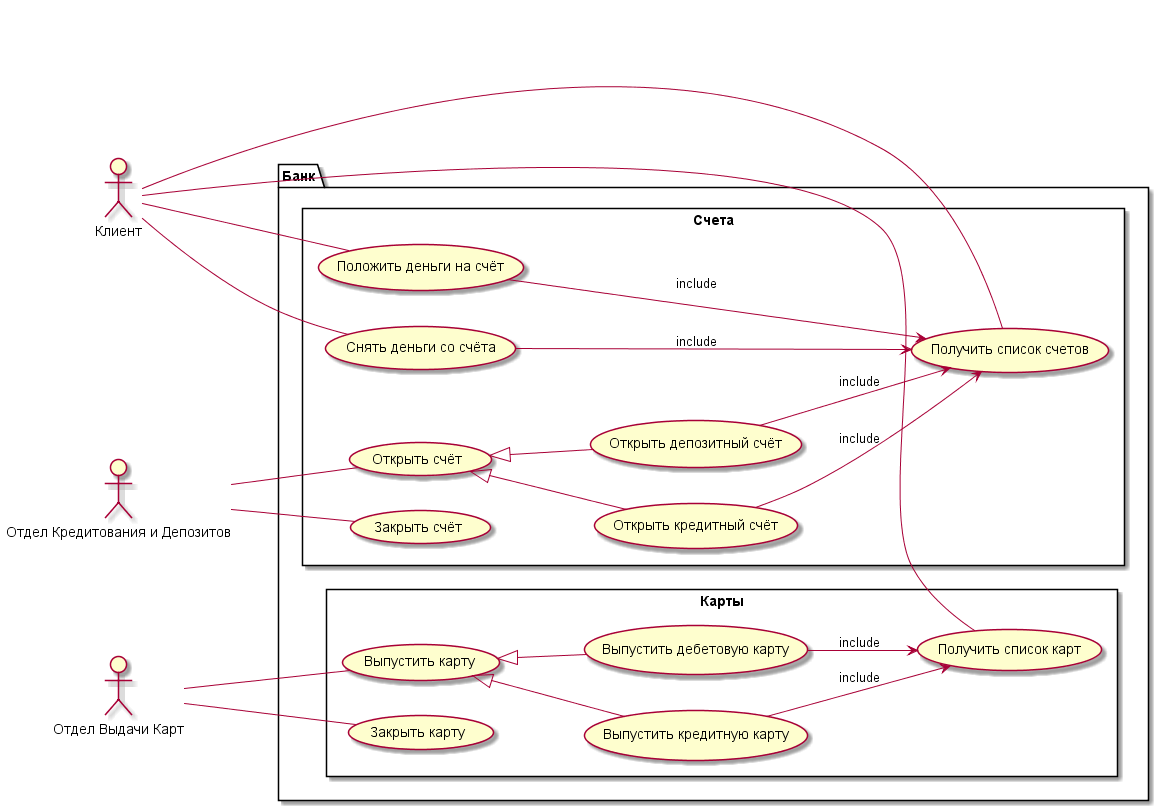 Банк
Клиент
Счета
Положить деньги на счёт
include
Снять деньги со счёта
include
Получить список счетов
include
Открыть депозитный счёт
include
Открыть счёт
Открыть кредитный счёт
Закрыть счёт
Отдел Кредитования и Депозитов
Карты
Выпустить карту
Выпустить дебетовую карту
include
Получить список карт
include
Закрыть карту
Выпустить кредитную карту
Отдел Выдачи Карт